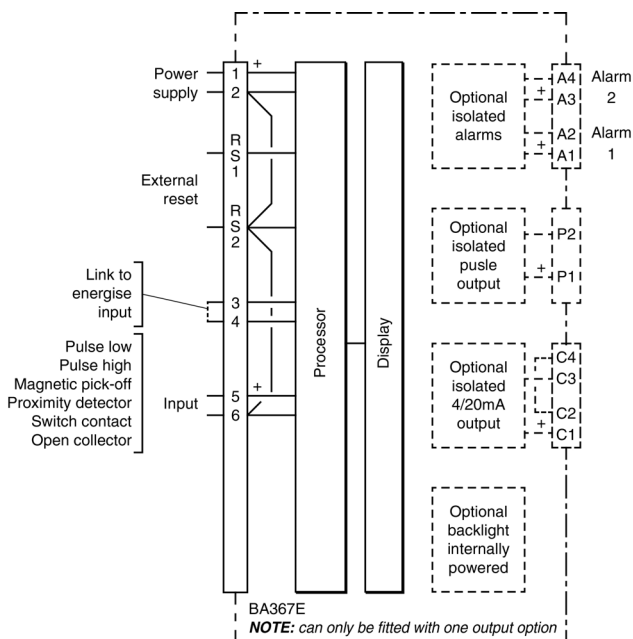 Power
supply
+
1
2
R
S
1
External
reset
R
S
2
Link to
energise
input
3
4
Pulse low
Pulse high
Magnetic pick-off
Proximity detector
Switch contact
Open collector
Input
+
5
6
Processor
Display
Optional
isolated
alarms
+
+
A4
A3
A2
A1
Alarm
2
Alarm
1
Optional
isolated
pusle
output
+
P2
P1
Optional
isolated
4/20mA
output
+
C4
C3
C2
C1
Optional
backlight
internally
powered
BA367E
NOTE: can only be fitted with one output option